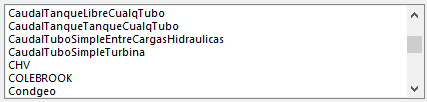 CaudalTanqueLibreCualqTubo
CaudalTanqueTanqueCualqTubo
CaudalTuboSimpleEntreCargasHidraulicas
CaudalTuboSimpleTurbina
CHV
COLEBROOK
Condgeo